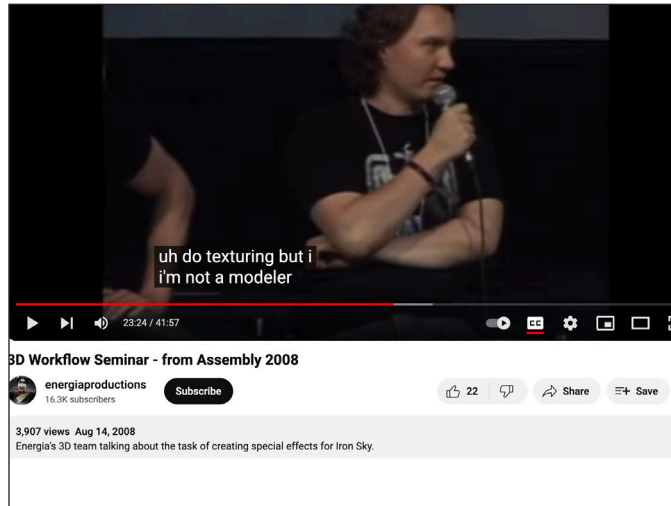 uh do texturing but i
i'm not a modeler
23:24 / 41:57
CC
3D Workflow Seminar - from Assembly 2008
energiaproductions
16.3K subscribers
Subscribe
22
Share
Save
3,907 views Aug 14, 2008
Energia's 3D team talking about the task of creating special effects for Iron Sky.